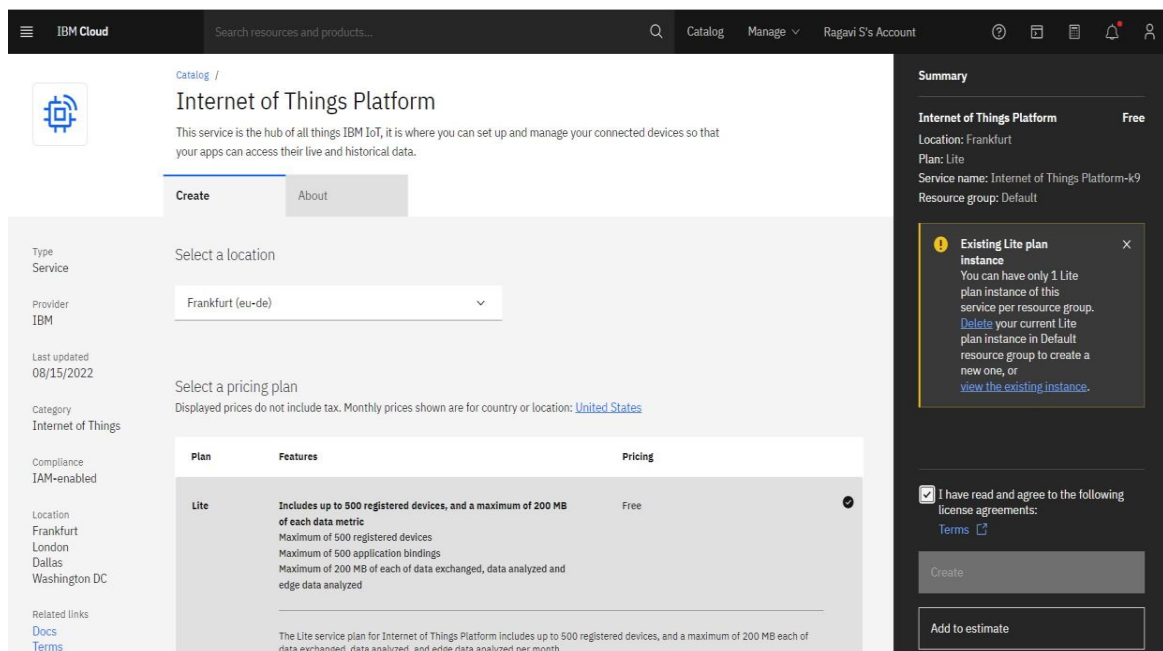 IBM Cloud
Search resources and products...
Catalog
Manage
Ragavi S's Account
Catalog /
Internet of Things Platform
This service is the hub of all things IBM IoT, it is where you can set up and manage your connected devices so that
your apps can access their live and historical data.
Create
About
Type
Service
Provider
IBM
Last updated
08/15/2022
Category
Internet of Things
Compliance
IAM-enabled
Location
Frankfurt
London
Dallas
Washington DC
Related links
Docs
Terms
Select a location
Frankfurt (eu-de)
Select a pricing plan
Displayed prices do not include tax. Monthly prices shown are for country or location: United States
Plan Features Pricing
Lite
Includes up to 500 registered devices, and a maximum of 200 MB
of each data metric
Maximum of 500 registered devices
Maximum of 500 application bindings
Maximum of 200 MB of each of data exchanged, data analyzed and
edge data analyzed
Free
The Lite service plan for Internet of Things Platform includes up to 500 registered devices, and a maximum of 200 MB each of
data exchanged, data analyzed, and edge data analyzed per month.
Summary
Internet of Things Platform Free
Location: Frankfurt
Plan: Lite
Service name: Internet of Things Platform-k9
Resource group: Default
Existing Lite plan
instance
You can have only 1 Lite
plan instance of this
service per resource group.
Delete your current Lite
plan instance in Default
resource group to create a
new one, or
view the existing instance.
I have read and agree to the following
license agreements:
Terms
Create
Add to estimate